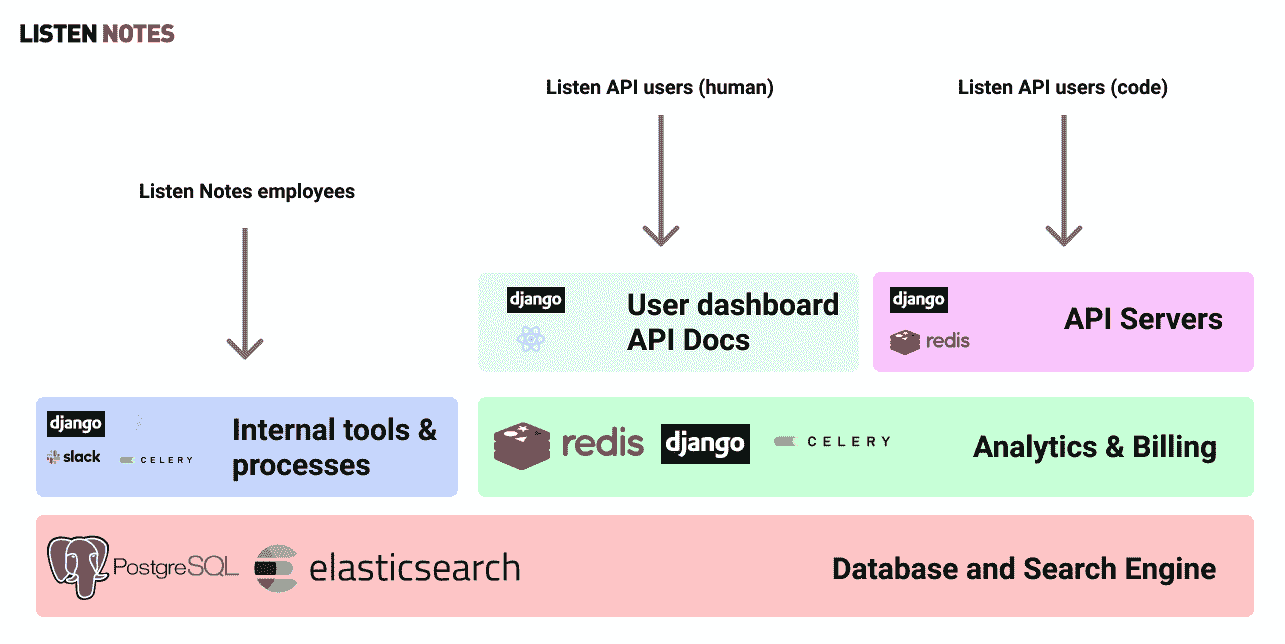 LISTEN NOTES
Listen API users (human)
Listen API users (code)
Listen Notes employees
django
User dashboard
API Docs
django
redis
API Servers
django
slack
CELERY
Internal tools &
processes
redis
django
CELERY
Analytics & Billing
PostgreSQL
elasticsearch
Database and Search Engine